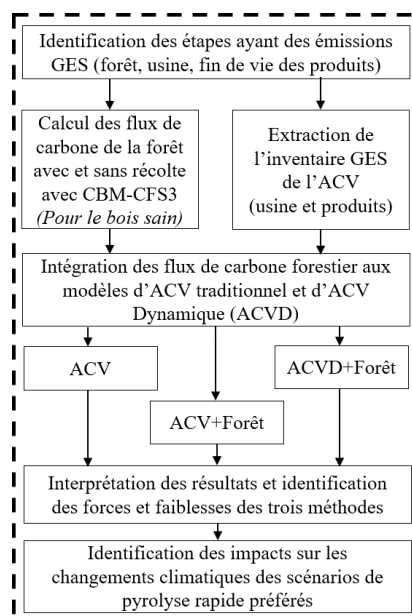 Identification des étapes ayant des émissions
GES (forêt, usine, fin de vie des produits)
Calcul des flux de
carbone de la forêt
avec et sans récolte
avec CBM-CFS3
(Pour le bois sain)
Extraction de
l'inventaire GES
de l'ACV
(usine et produits)
Intégration des flux de carbone forestier aux
modèles d'ACV traditionnel et d'ACV
Dynamique (ACVD)
ACV
ACV+Forêt
ACVD+Forêt
Interprétation des résultats et identification
des forces et faiblesses des trois méthodes
Identification des impacts sur les
changements climatiques des scénarios de
pyrolyse rapide préférés